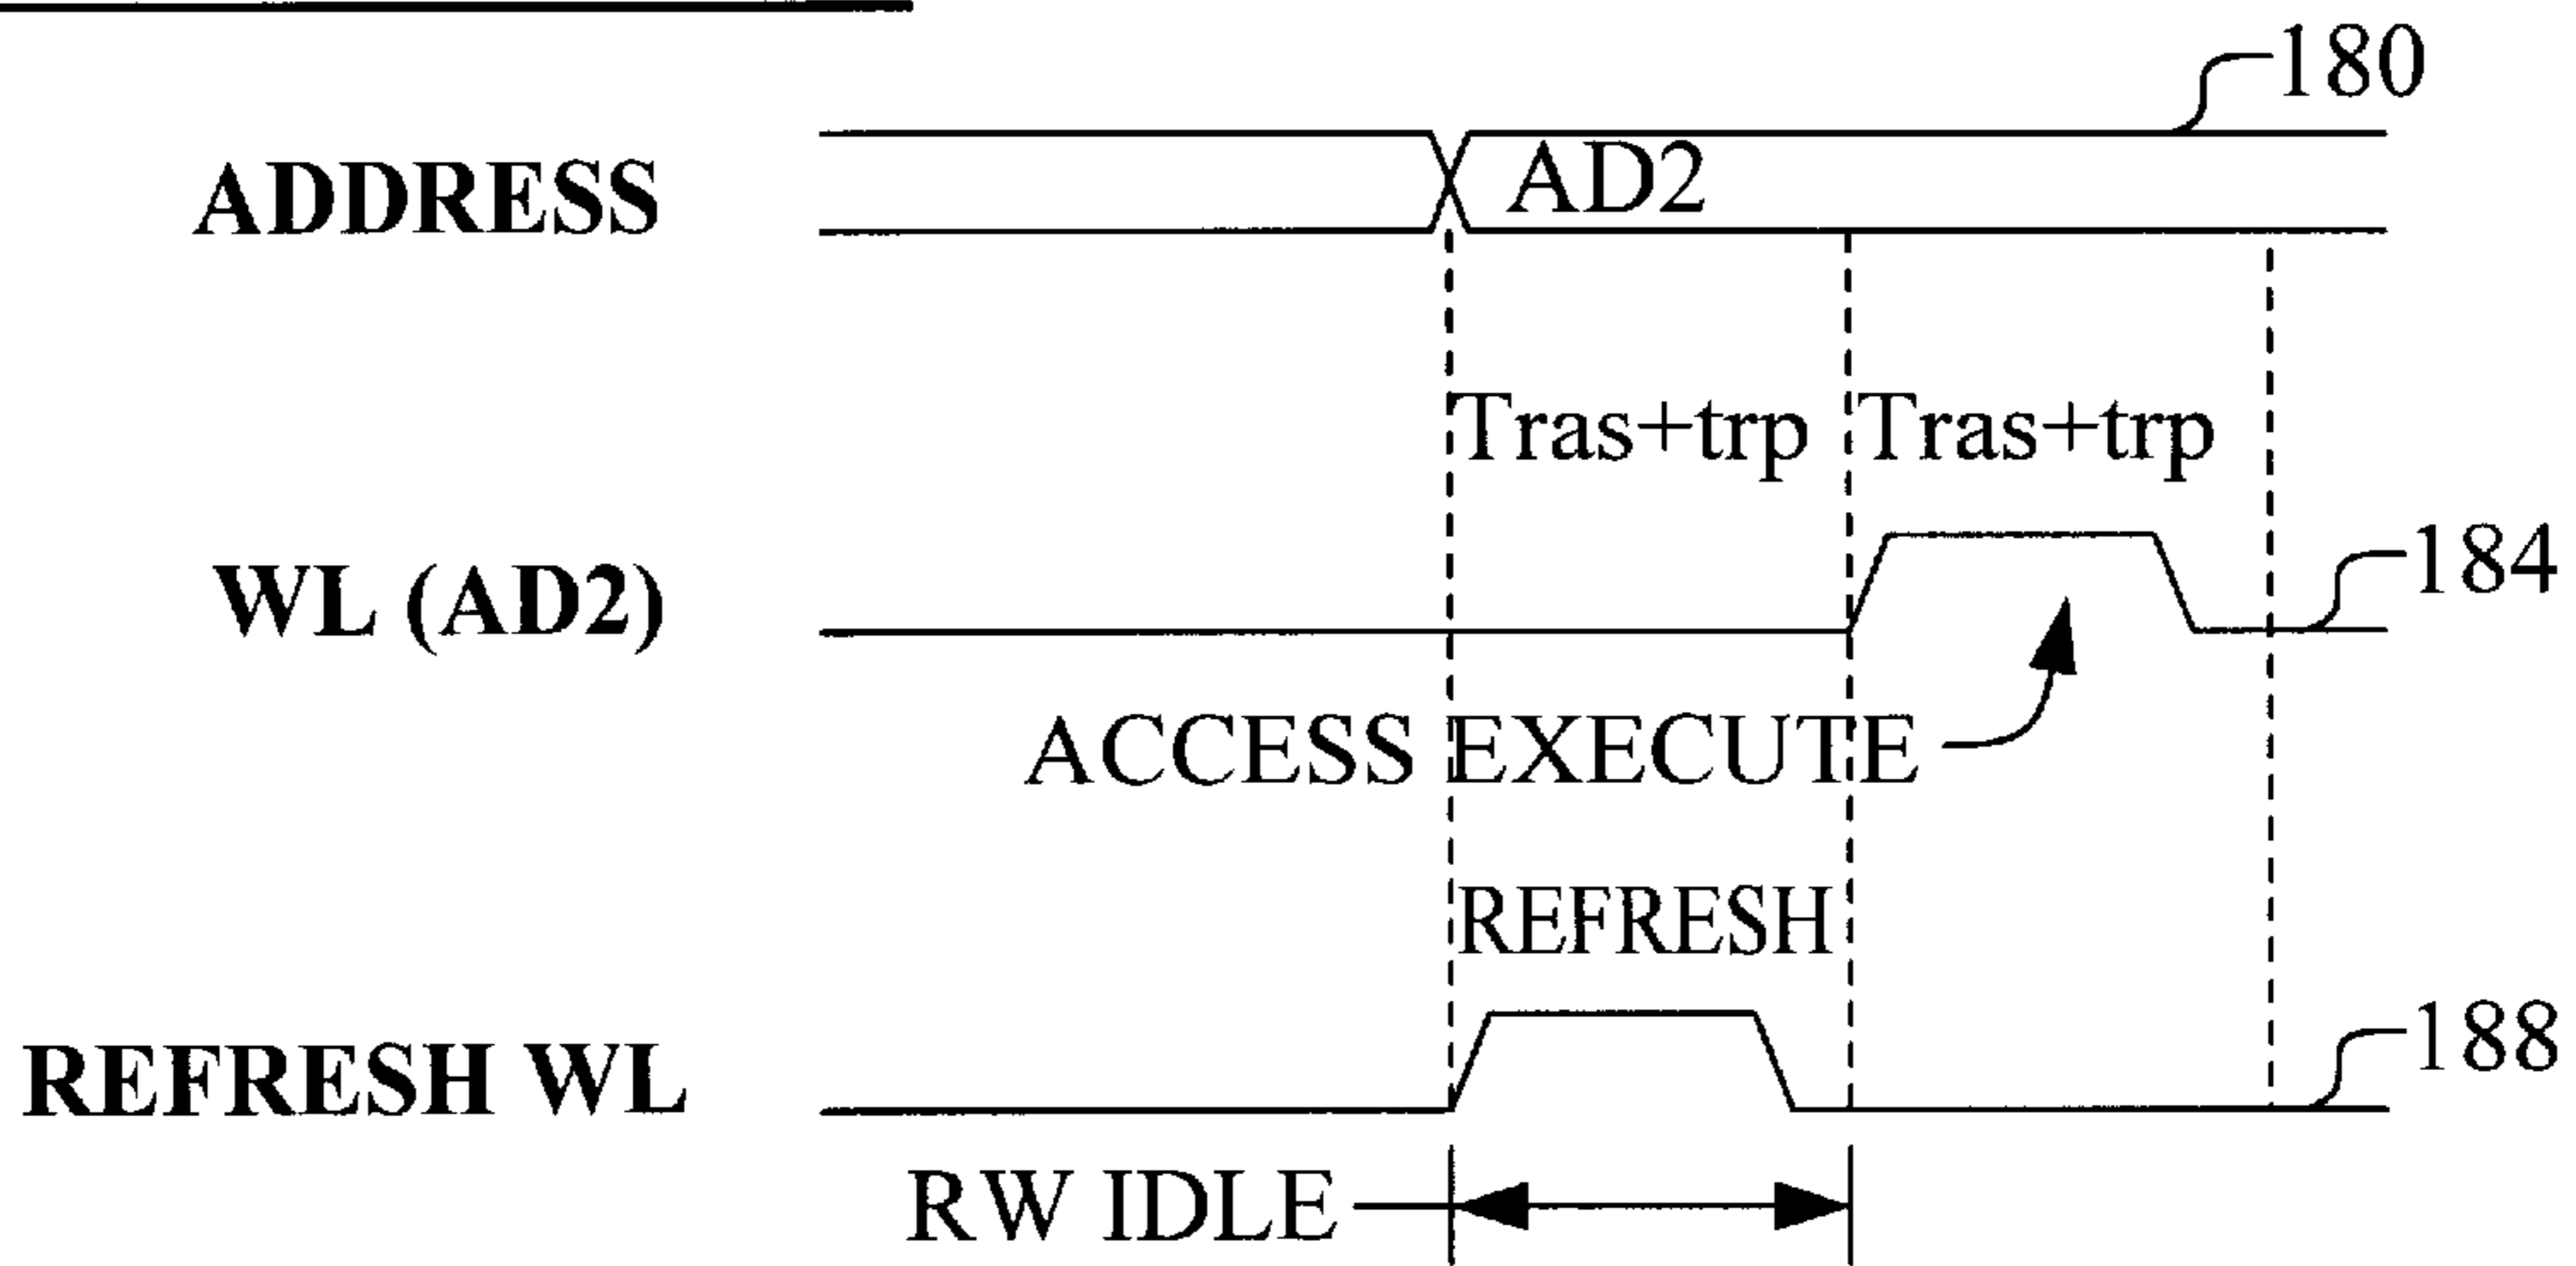 180
ADDRESS
AD2
Tras+trp Tras+trp
WL (AD2)
184
ACCESS EXECUTE
REFRESH
REFRESH WL
188
RW IDLE